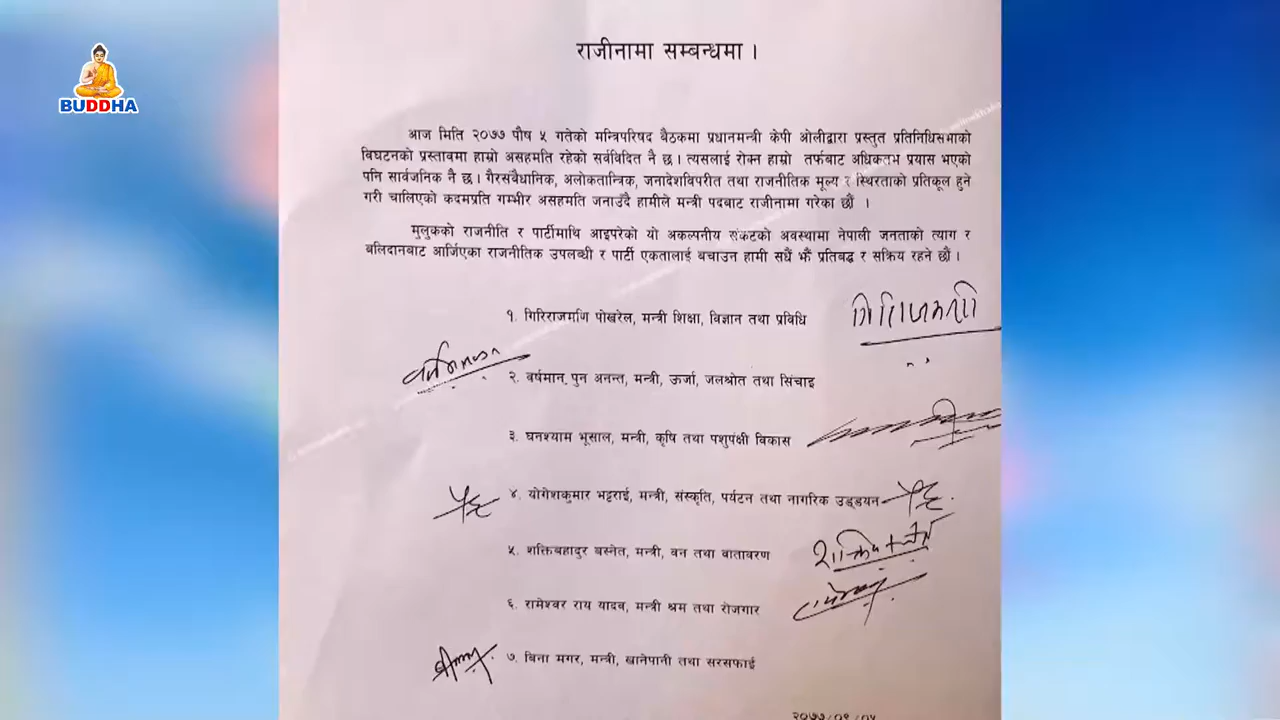 BUDDHA
राजीनामा सम्बन्धमा ।
आज मिति २०७७ पौष ५ गतेको मन्त्रिपरिषद बैठकमा प्रधानमन्त्री केपी ओलीद्वारा प्रस्तुत प्रतिनिधिसभाको
विघटनको प्रस्तावमा हाम्रो असहमति रहेको सर्वविदित नै छ । त्यसलाई रोक्न हाम्रो तर्फबाट अधिकतम प्रयास भएको
पनि सार्वजनिक नै छ । गैरसंवैधानिक, अलोकतान्त्रिक, जनादेशविपरीत तथा राजनीतिक मूल्य र स्थिरताको प्रतिकूल हुने
गरी चालिएको कदमप्रति गम्भीर असहमति जनाउँदै हामीले मन्त्री पदबाट राजीनामा गरेका छौं ।
मुलुकको राजनीति र पार्टीमाथि आइपरेको यो अकल्पनीय संकटको अवस्थामा नेपाली जनताको त्याग र
बलिदानबाट आर्जिएका राजनीतिक उपलब्धी र पार्टी एकतालाई बचाउन हामी सधैं झैं प्रतिबद्ध र सक्रिय रहने छौं ।
१. गिरिराजमणि पोखरेल, मन्त्री शिक्षा, विज्ञान तथा प्रविधि
२. वर्षमान पुन अनन्त, मन्त्री, ऊर्जा, जलश्रोत तथा सिंचाइ
३. घनश्याम भूसाल, मन्त्री, कृषि तथा पशुपंक्षी विकास
४. योगेशकुमार भट्टराई, मन्त्री, संस्कृति, पर्यटन तथा नागरिक उड्डयन
५. शक्तिबहादुर बस्नेत, मन्त्री, वन तथा वातावरण
६. रामेश्वर राय यादव, मन्त्री श्रम तथा रोजगार
७. बिना मगर, मन्त्री, खानेपानी तथा सरसफाई